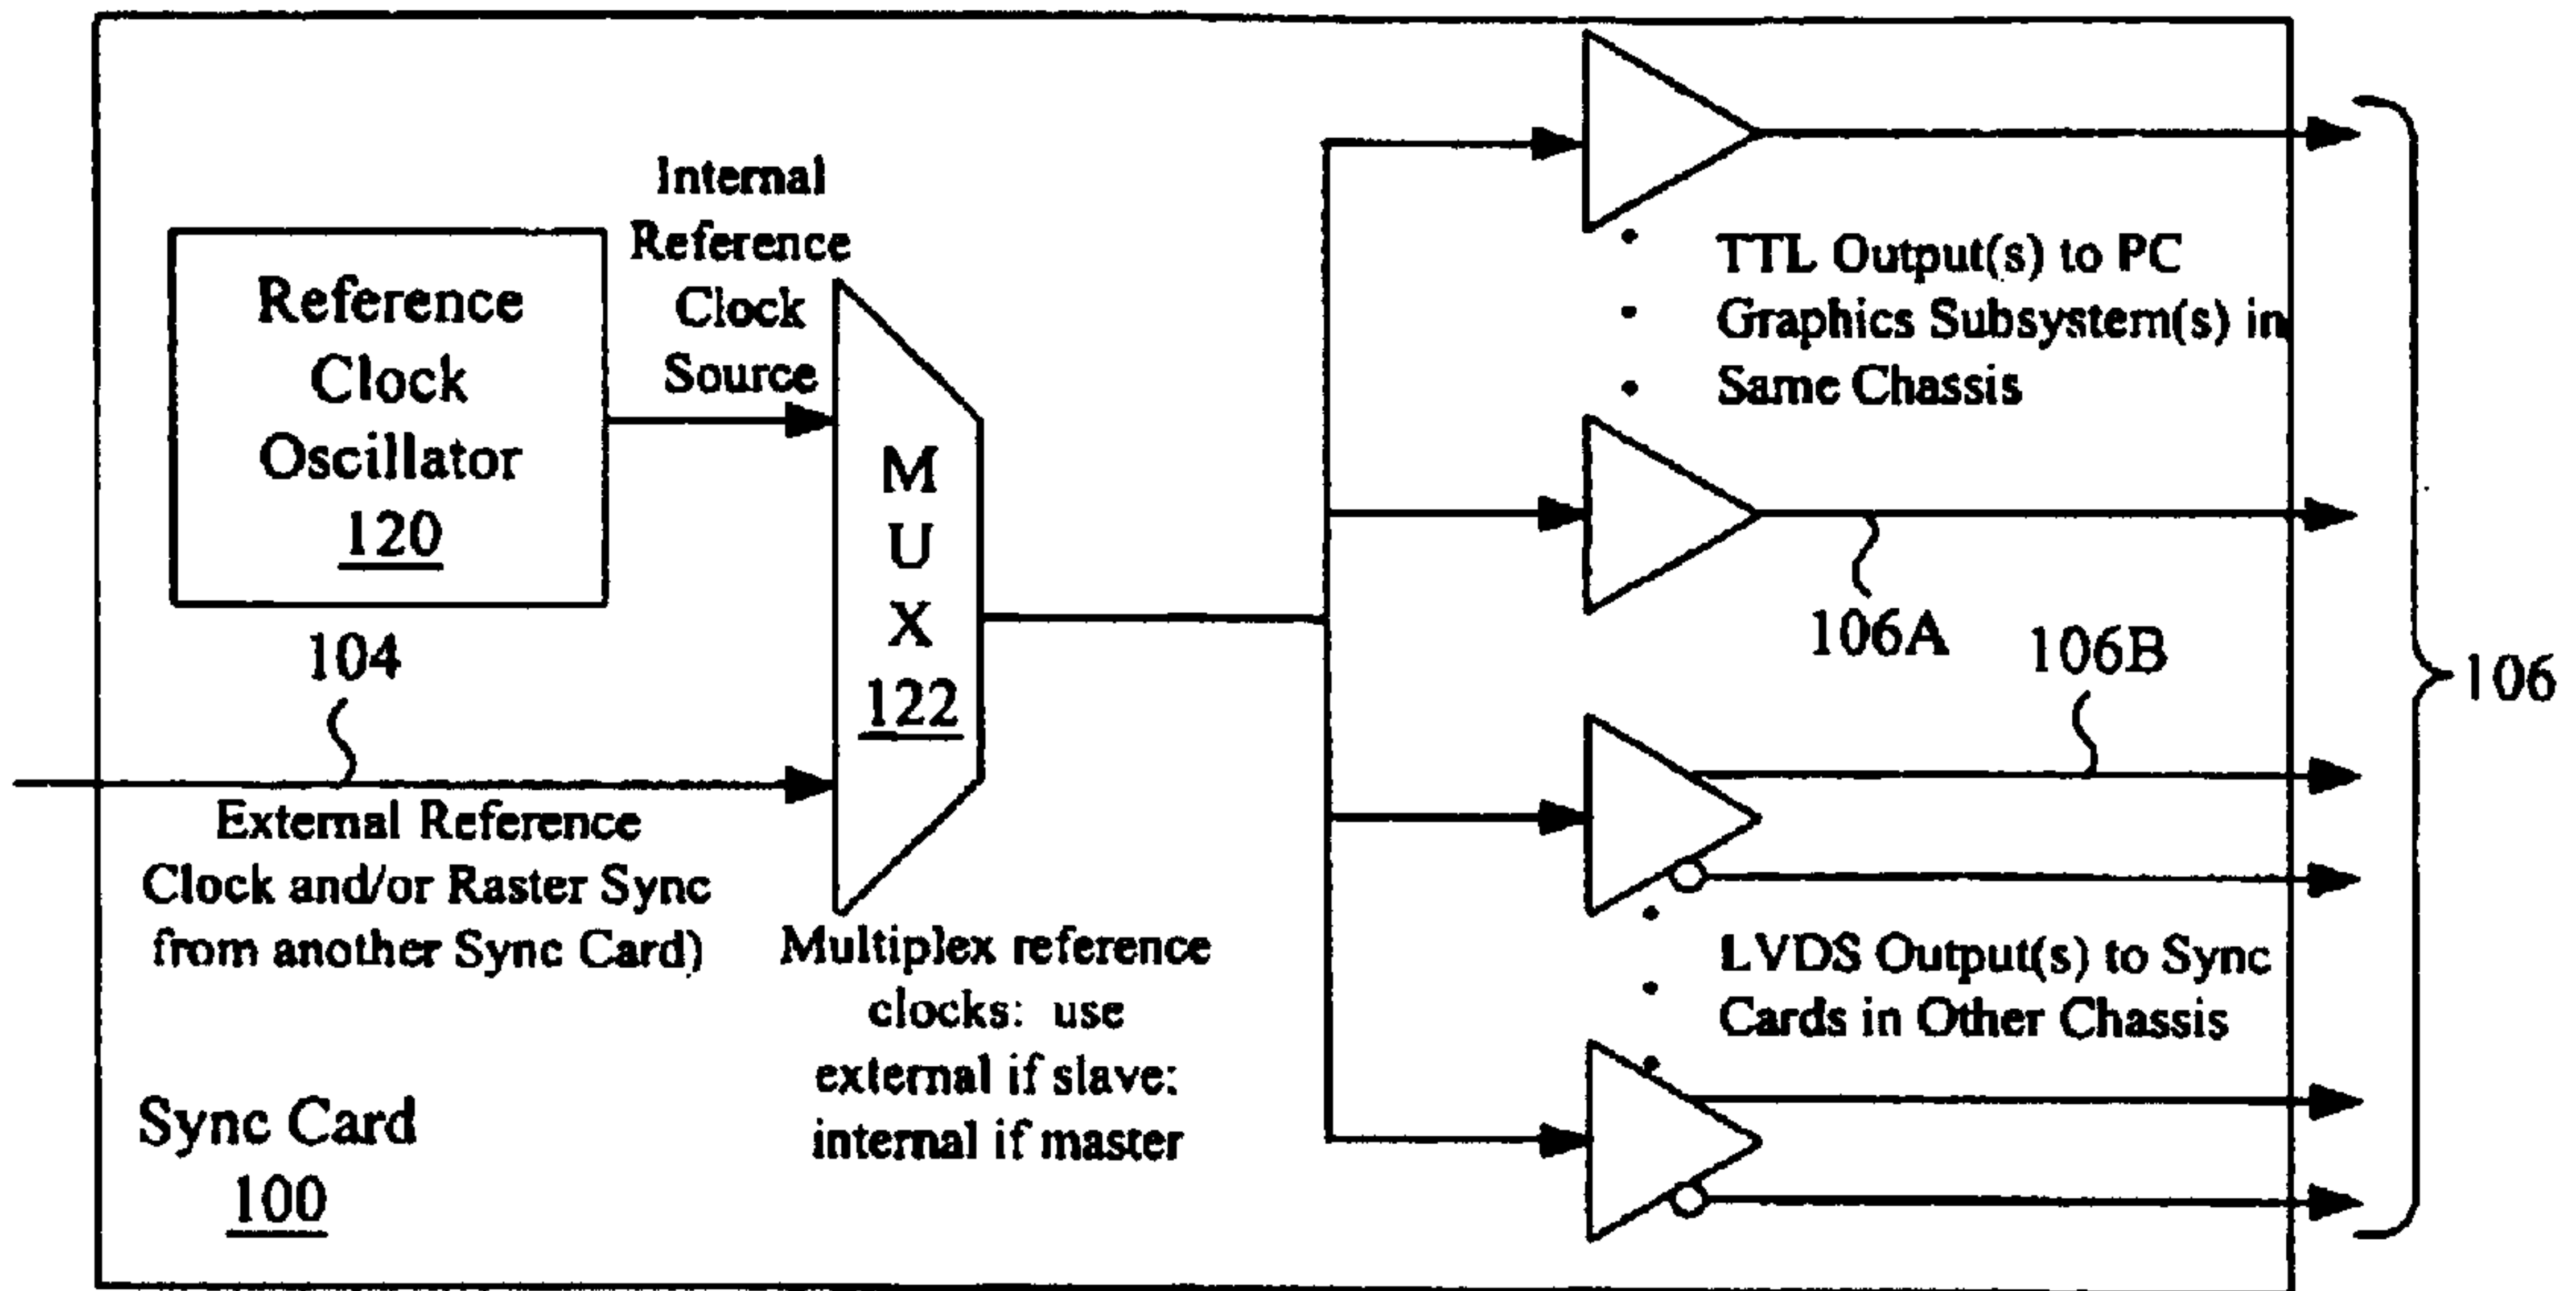 Internal
Reference
Clock
Source
Reference
Clock
Oscillator
120
M
U
X
122
104
External Reference
Clock and/or Raster Sync
from another Sync Card)
Multiplex reference
clocks: use
external if slave:
internal if master
Sync Card
100
TTL Output(s) to PC
Graphics Subsystem(s) in
Same Chassis
106A
106B
106
LVDS Output(s) to Sync
Cards in Other Chassis